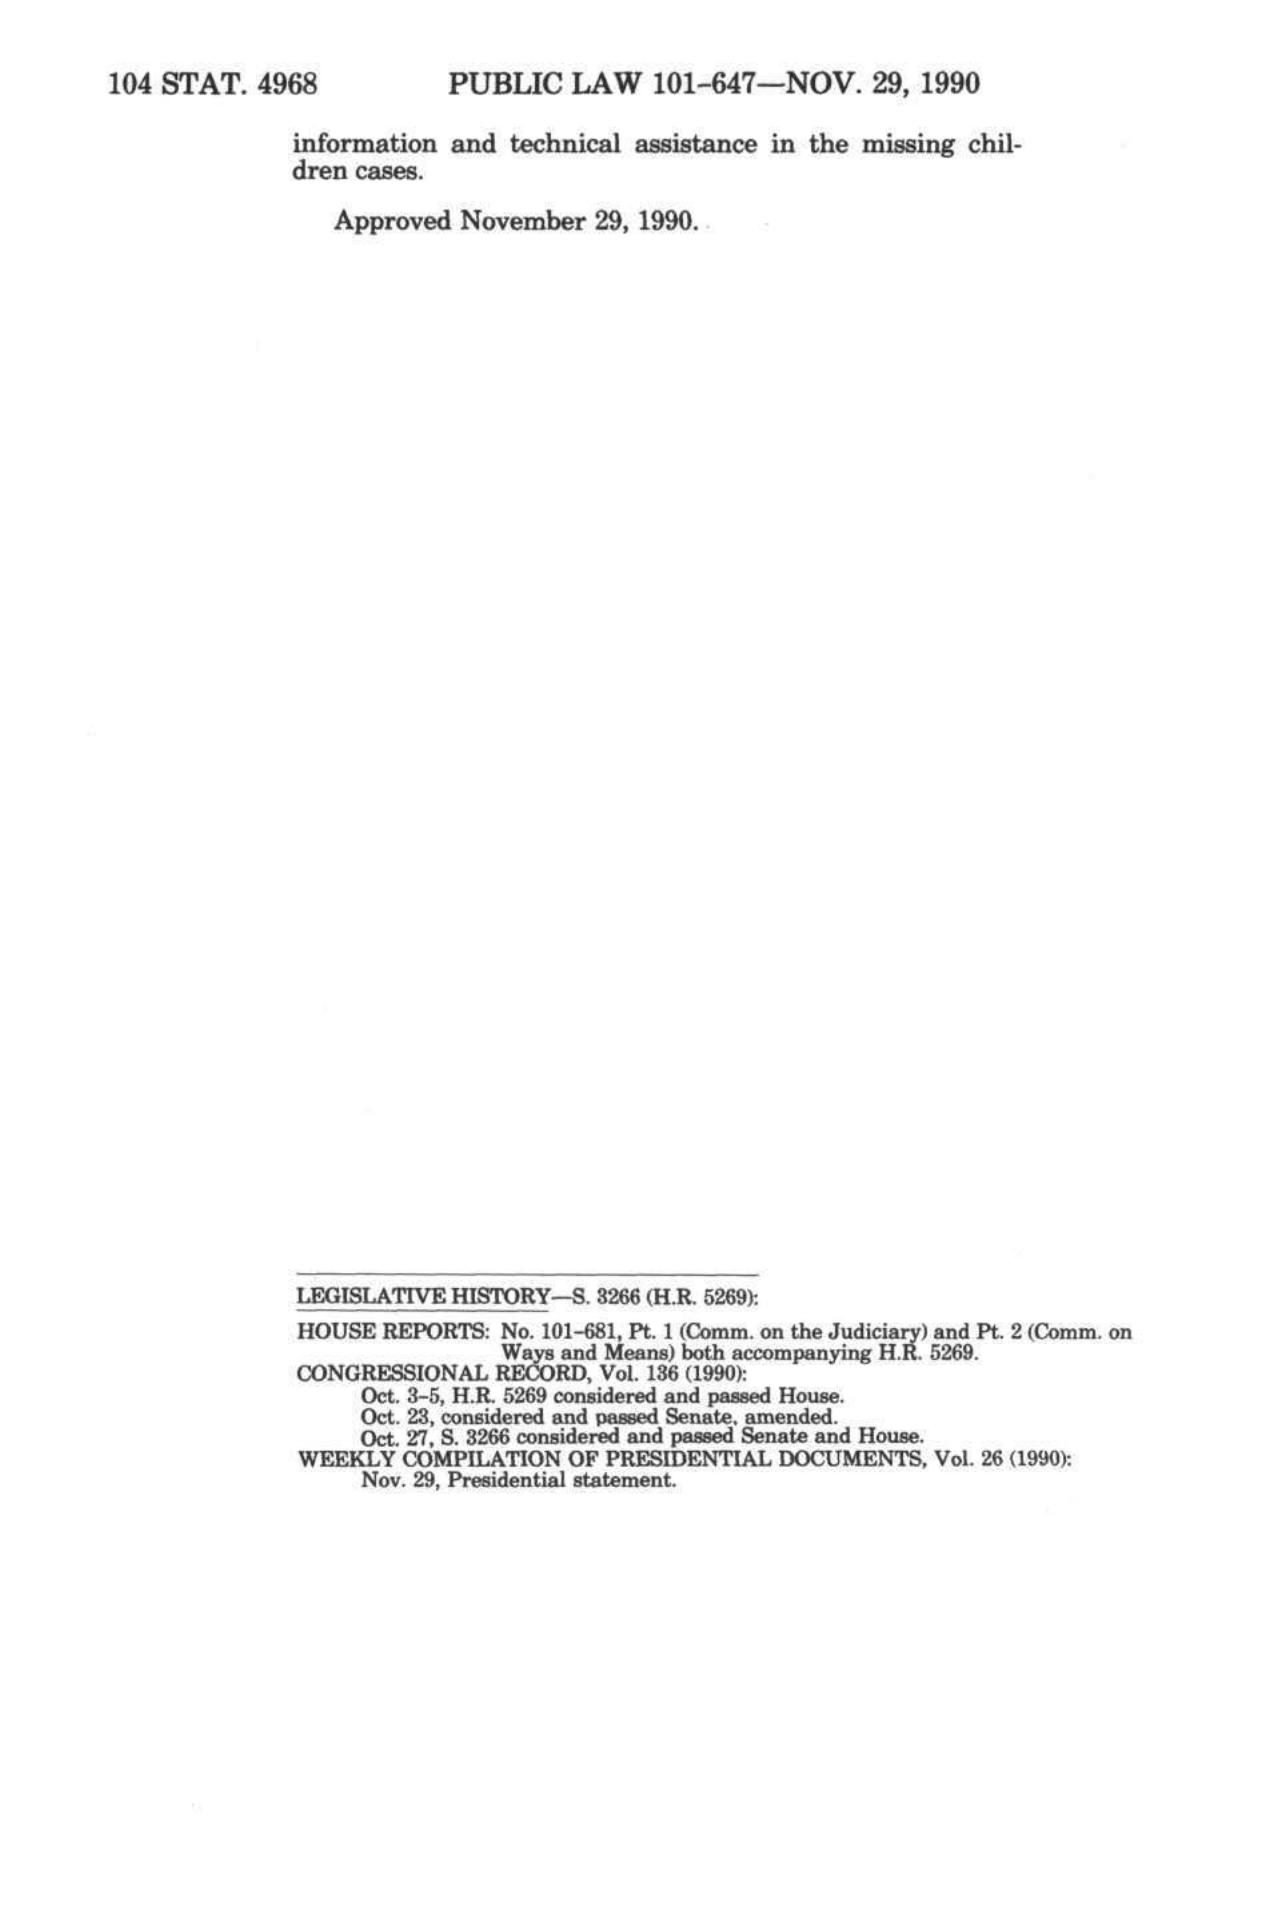 104 STAT. 4968 PUBLIC LAW 101-647—NOV. 29, 1990
information and technical assistance in the missing chil-
dren cases.
Approved November 29, 1990.
LEGISLATIVE HISTORY—S. 3266 (H.R. 5269):
HOUSE REPORTS: No. 101-681, Pt. 1 (Comm. on the Judiciary) and Pt. 2 (Comm. on
Ways and Means) both accompanying H.R. 5269.
CONGRESSIONAL RECORD, Vol. 136 (1990):
Oct. 3-5, H.R. 5269 considered and passed House.
Oct. 23, considered and passed Senate, amended.
Oct. 27, S. 3266 considered and passed Senate and House.
WEEKLY COMPILATION OF PRESIDENTIAL DOCUMENTS, Vol. 26 (1990):
Nov. 29, Presidential statement.